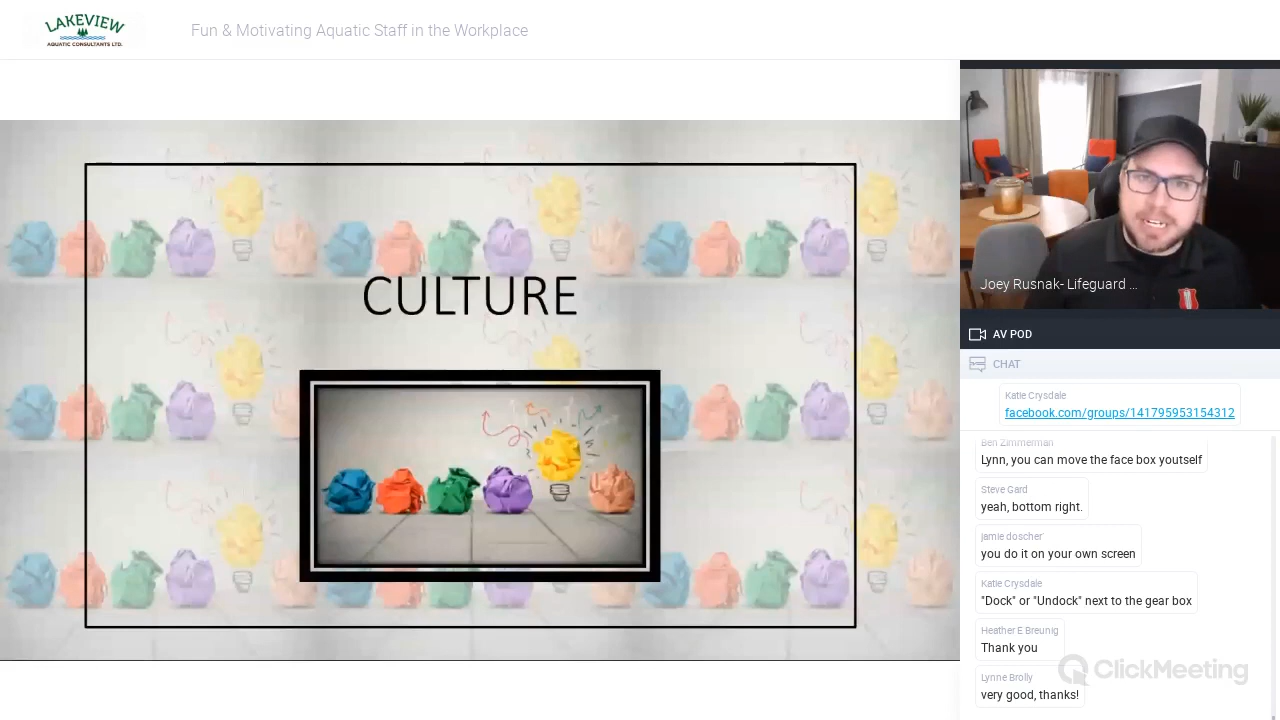 LAKEVIEW
AQUATIC CONSULTANTS LTD.
Fun & Motivating Aquatic Staff in the Workplace
CULTURE
Joey Rusnak- Lifeguard ...
AV POD
CHAT
Katie Crysdale
facebook.com/groups/141795953154312
Ben Zimmerman
Lynn, you can move the face box youtself
Steve Gard
yeah, bottom right.
jamie doscher
you do it on your own screen
Katie Crysdale
"Dock" or "Undock" next to the gear box
Heather E Breunig
Thank you
ClickMeeting
Lynne Brolly
very good, thanks!